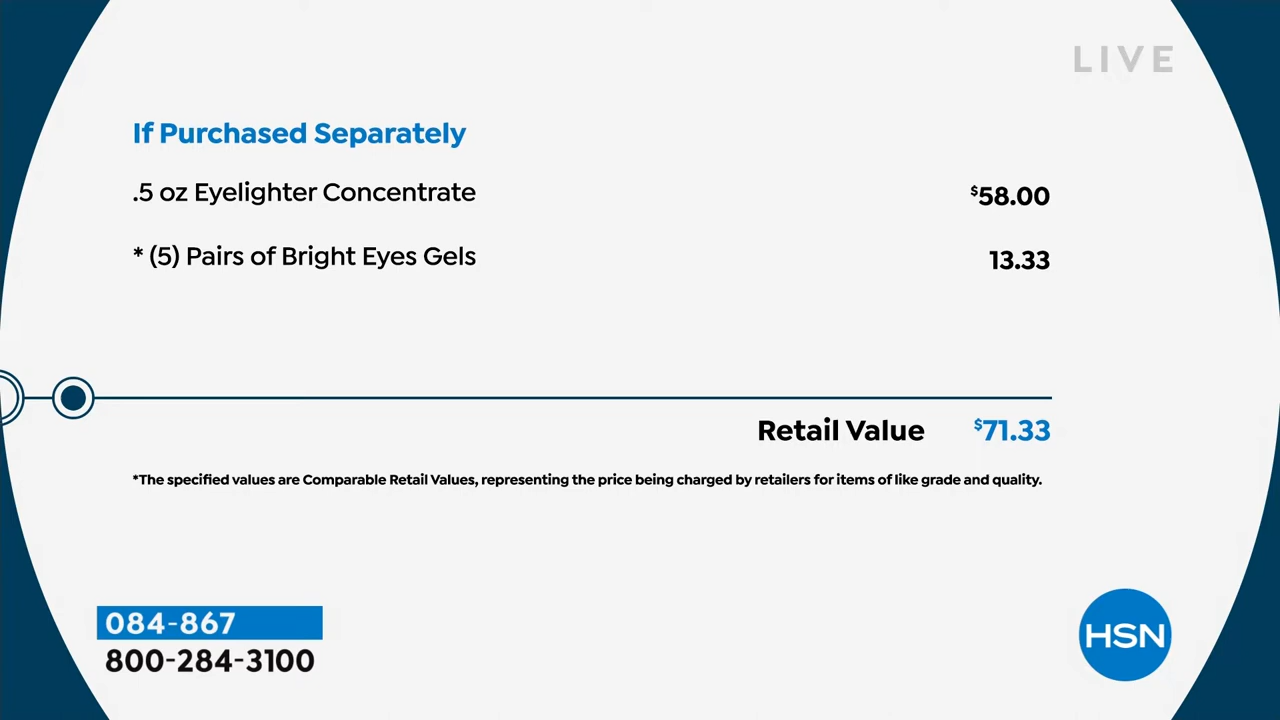 LIVE
If Purchased Separately
.5 oz Eyelighter Concentrate $58.00
* (5) Pairs of Bright Eyes Gels 13.33
Retail Value $71.33
*The specified values are Comparable Retail Values, representing the price being charged by retailers for items of like grade and quality.
084-867
800-284-3100
HSN